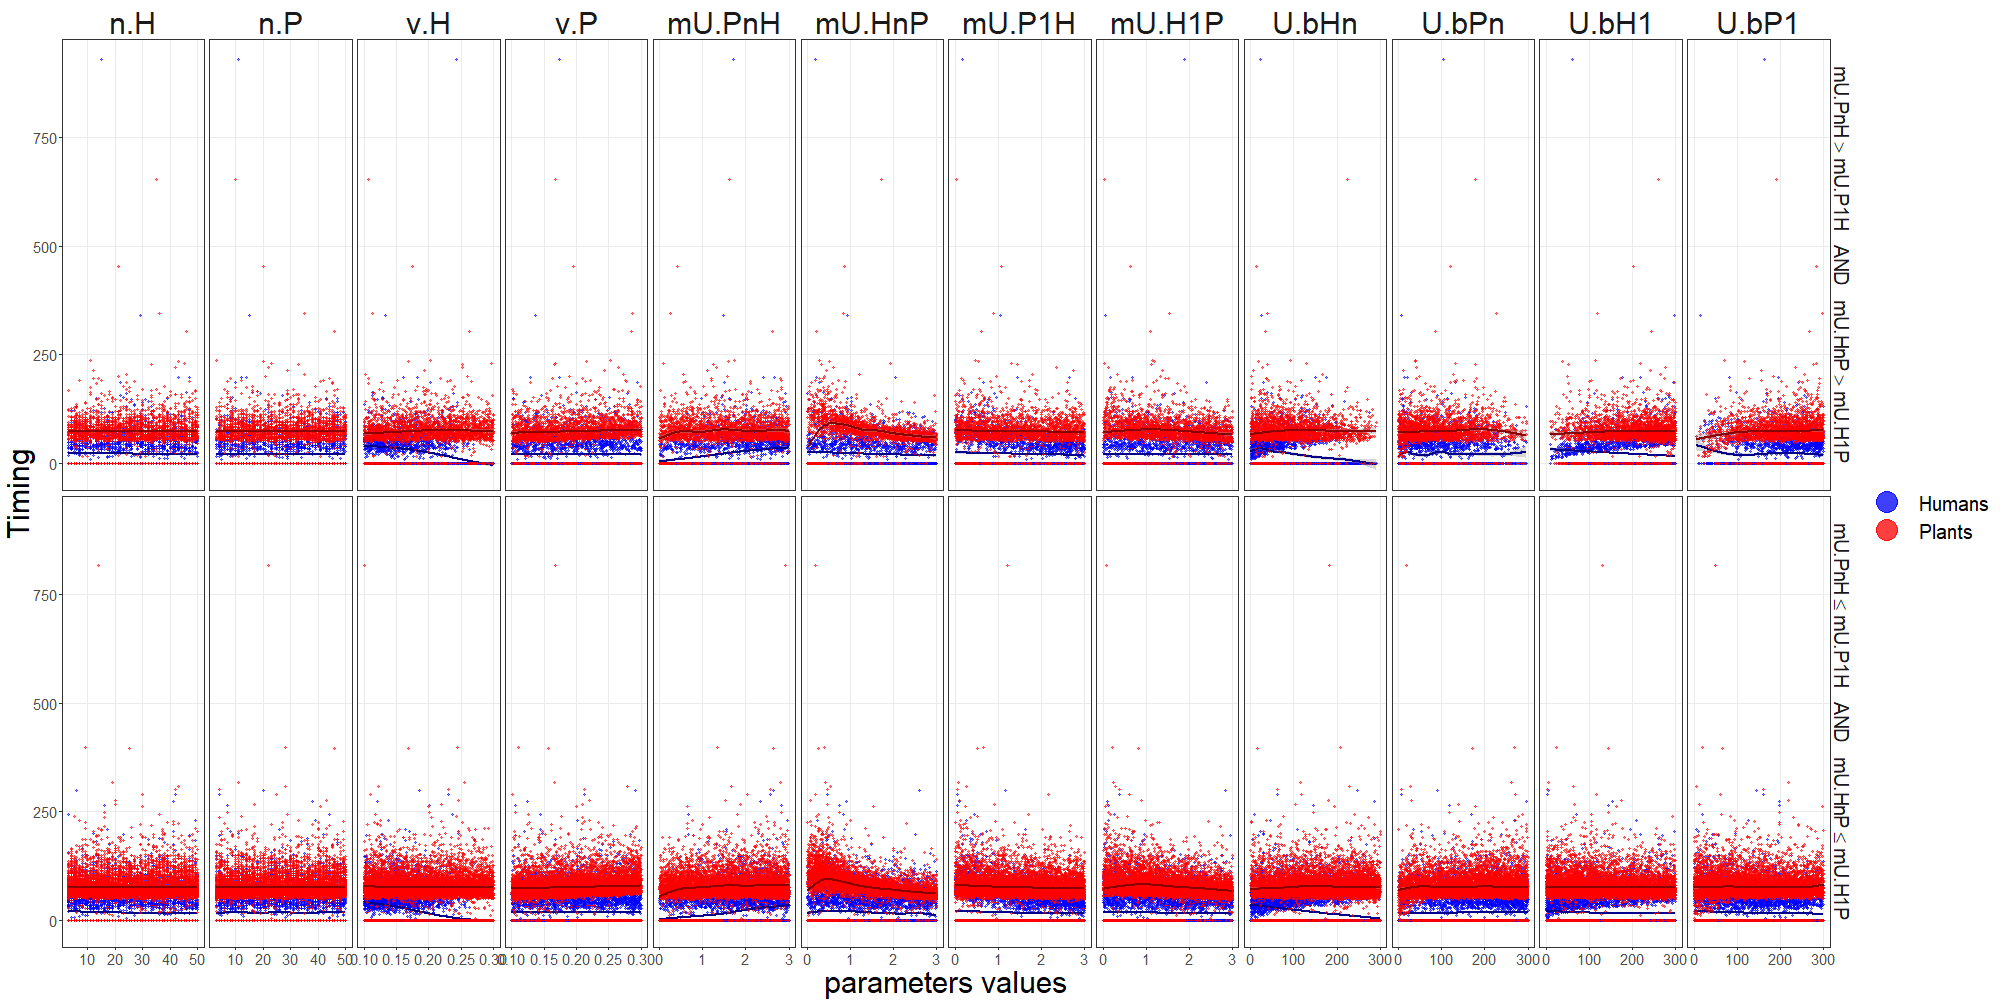 n.H n.P v.H v.P mU.PnH mU.HnP mU.P1H mU.H1P U.bHn U.bPn U.bH1 U.bP1
750
500
250
0
mU.PnH > mU.P1H AND mU.HnP > mU.H1P
Timing
Humans
Plants
750
500
250
0
mU.PnH ≤ mU.P1H AND mU.HnP ≤ mU.H1P
10 20 30 40 50 10 20 30 40 50 0.10 0.15 0.20 0.25 0.30 0.10 0.15 0.20 0.25 0.30 0 1 2 3 0 1 2 3 0 1 2 3 0 1 2 3 0 100 200 300 0 100 200 300 0 100 200 300 0 100 200 300
parameters values